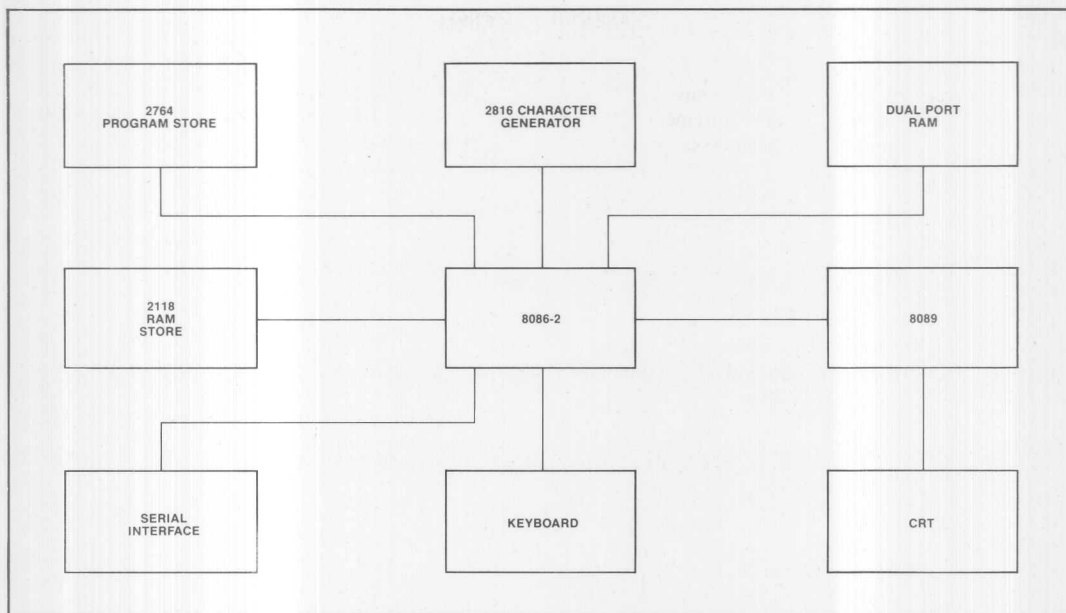 2764
PROGRAM STORE
2816 CHARACTER
GENERATOR
DUAL PORT
RAM
2118
RAM
STORE
8086-2
8089
SERIAL
INTERFACE
KEYBOARD
CRT